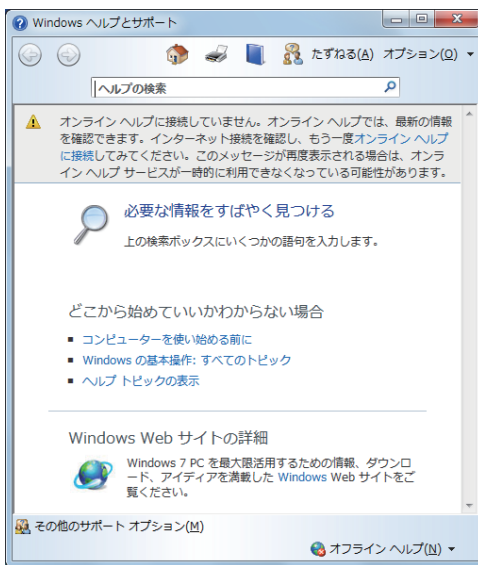 Windows ヘルプとサポート
たずねる(A) オプション(O)
ヘルプの検索
オンライン ヘルプに接続していません。オンライン ヘルプでは、最新の情報
を確認できます。インターネット接続を確認し、もう一度オンライン ヘルプ
に接続してみてください。このメッセージが再度表示される場合は、オンラ
イン ヘルプ サービスが一時的に利用できなくなっている可能性があります。
必要な情報をすばやく見つける
上の検索ボックスにいくつかの語句を入力します。
どこから始めていいかわからない場合
■ コンピューターを使い始める前に
■ Windows の基本操作: すべてのトピック
■ ヘルプ トピックの表示
Windows Web サイトの詳細
Windows 7 PC を最大限活用するための情報、ダウンロ
ード、アイディアを満載した Windows Web サイトをご
覧ください。
その他のサポート オプション(M)
オフライン ヘルプ(N)